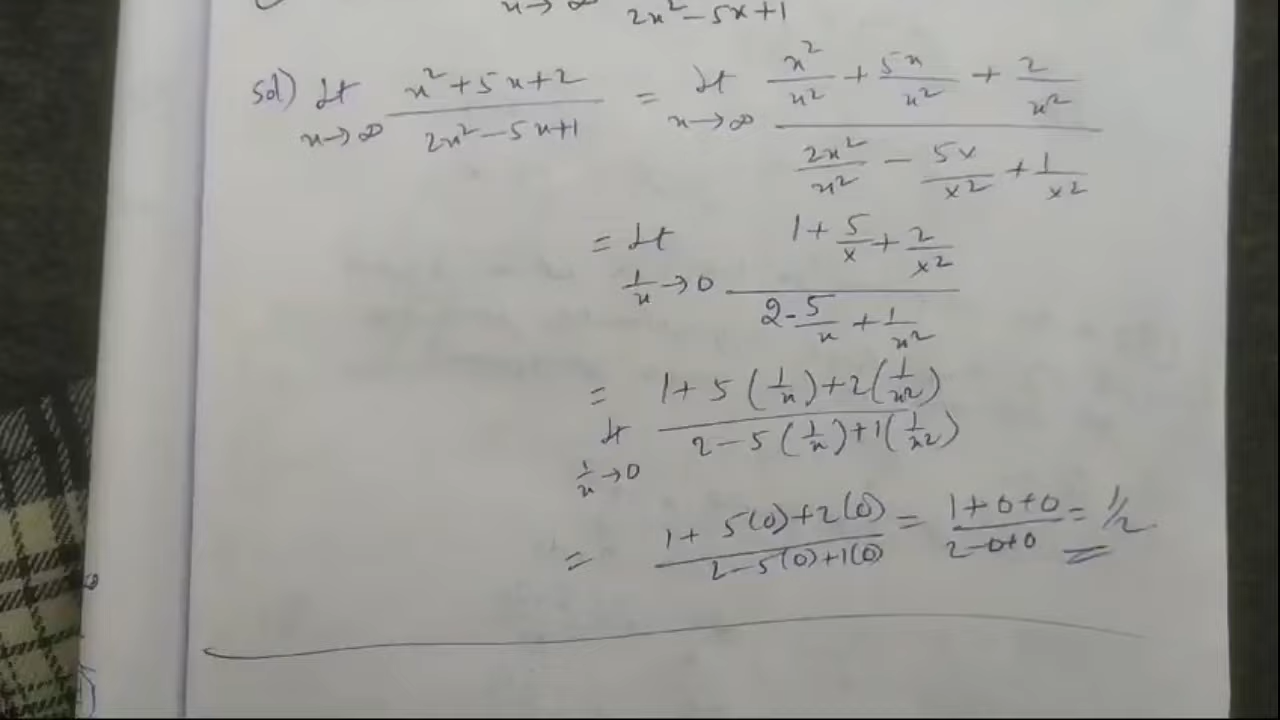 x→∞ 2x²-5x+1
Sol) Lt x→∞ (x²+5x+2)/(2x²-5x+1) = Lt x→∞ (x²/x² + 5x/x² + 2/x²)/(2x²/x² - 5x/x² + 1/x²)
= Lt 1/x→0 (1+5/x+2/x²)/(2-5/x+1/x²)
= Lt 1/x→0 (1+5(1/x)+2(1/x²))/(2-5(1/x)+1(1/x²))
= (1+5(0)+2(0))/(2-5(0)+1(0)) = (1+0+0)/(2-0+0) = 1/2